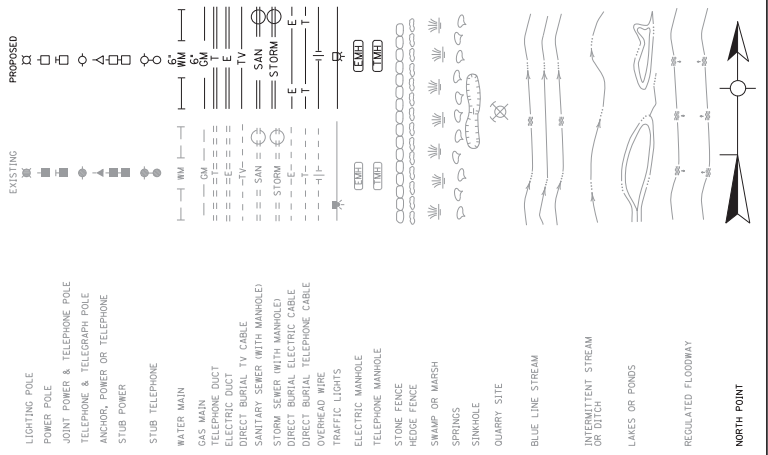 EXISTING PROPOSED
LIGHTING POLE
POWER POLE
JOINT POWER & TELEPHONE POLE
TELEPHONE & TELEGRAPH POLE
ANCHOR, POWER OR TELEPHONE
STUB POWER
STUB TELEPHONE
WATER MAIN WM 6" WM
GAS MAIN GM 6" GM
TELEPHONE DUCT T T
ELECTRIC DUCT E E
DIRECT BURIAL TV CABLE TV TV
SANITARY SEWER (WITH MANHOLE) SAN SAN
STORM SEWER (WITH MANHOLE) STORM STORM
DIRECT BURIAL ELECTRIC CABLE E E E
DIRECT BURIAL TELEPHONE CABLE T T T
OVERHEAD WIRE
TRAFFIC LIGHTS
ELECTRIC MANHOLE EMH EMH
TELEPHONE MANHOLE TMH TMH
STONE FENCE
HEDGE FENCE
SWAMP OR MARSH
SPRINGS
SINKHOLE
QUARRY SITE
BLUE LINE STREAM
INTERMITTENT STREAM
OR DITCH
LAKES OR PONDS
REGULATED FLOODWAY
NORTH POINT